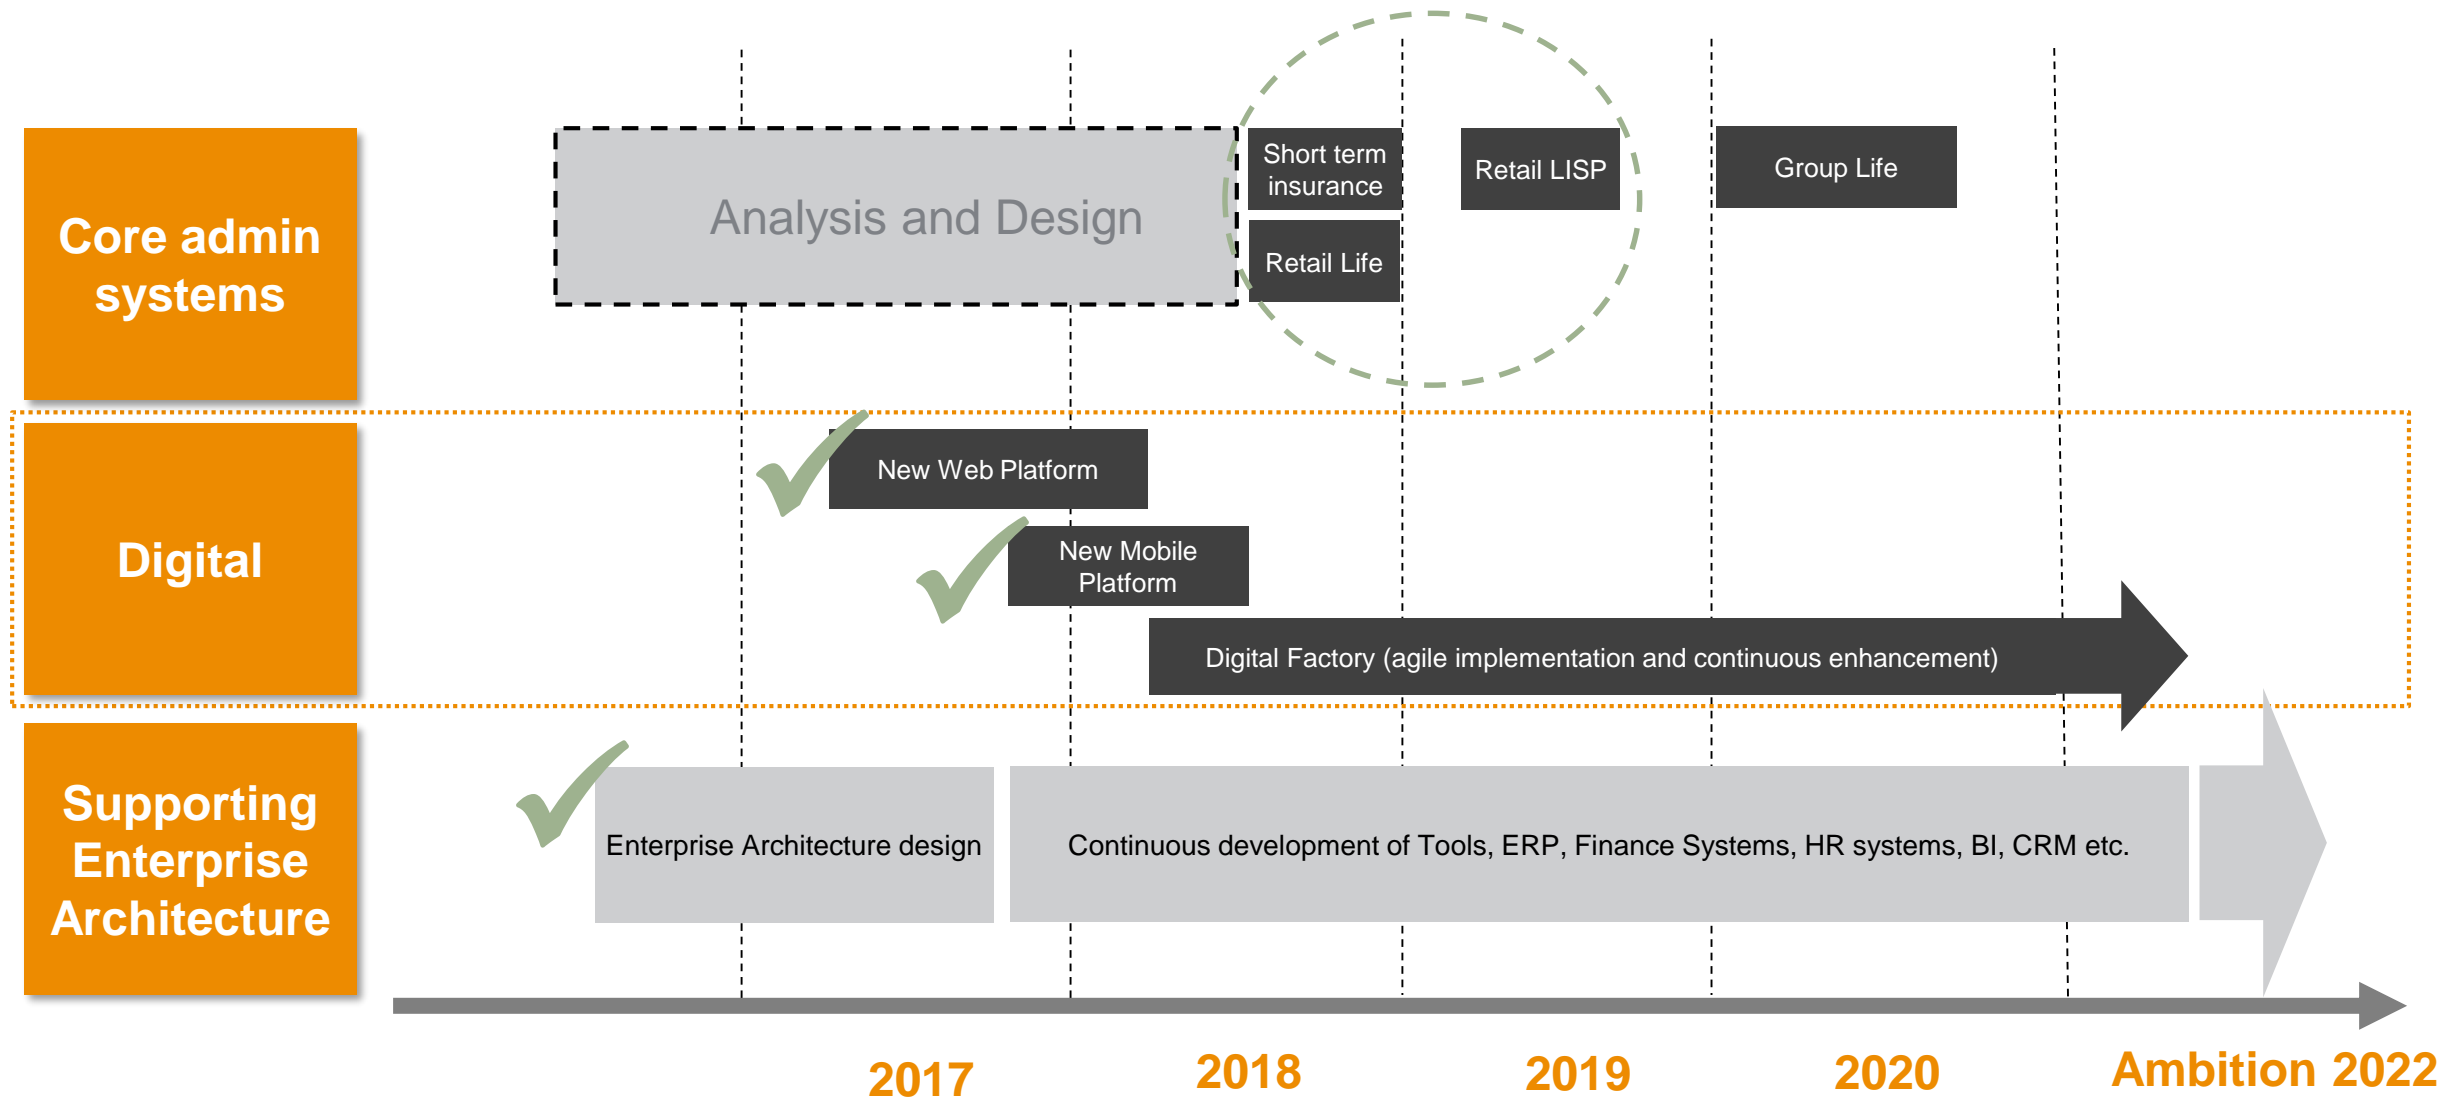 Core admin
systems
Analysis and Design
Short term
insurance
Retail Life
Retail LISP
Group Life
Digital
New Web Platform
New Mobile
Platform
Digital Factory (agile implementation and continuous enhancement)
Supporting
Enterprise
Architecture
Enterprise Architecture design
Continuous development of Tools, ERP, Finance Systems, HR systems, BI, CRM etc.
2017
2018
2019
2020
Ambition 2022